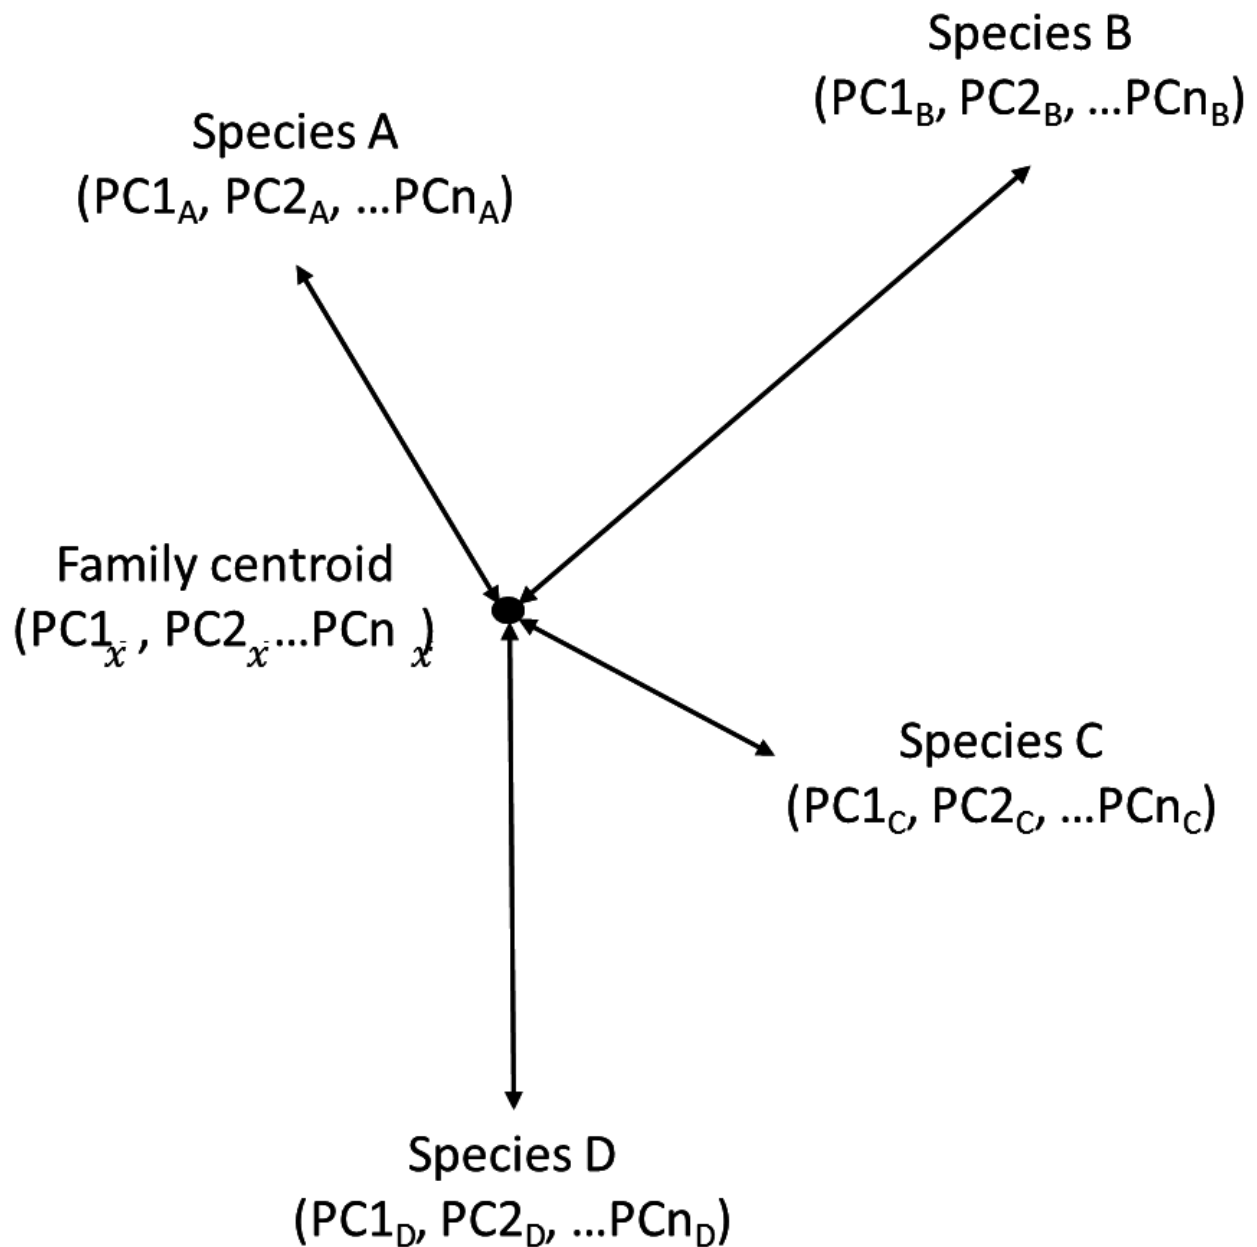 Species B
(PC1B, PC2B, ...PCnB)
Species A
(PC1A, PC2A, ...PCnA)
Family centroid
(PC1x̄ , PC2x̄...PCn x̄)
Species C
(PC1C, PC2C, ...PCnC)
Species D
(PC1D, PC2D, ...PCnD)